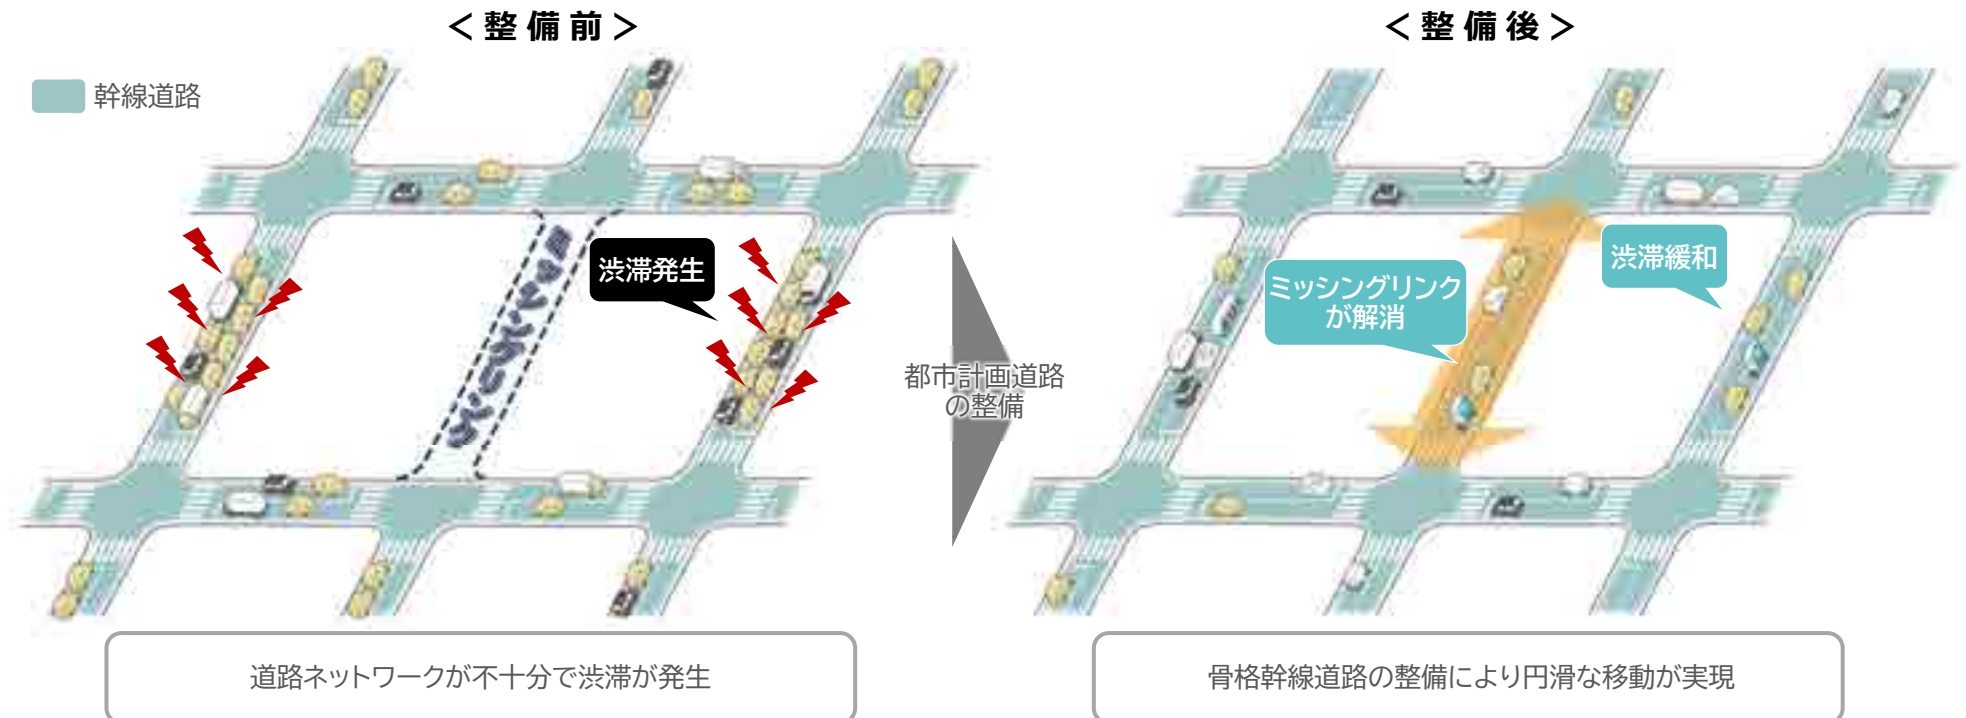 ＜整備前＞
幹線道路
ミッシングリンク
渋滞発生
道路ネットワークが不十分で渋滞が発生
都市計画道路
の整備
＜整備後＞
ミッシングリンク
が解消
渋滞緩和
骨格幹線道路の整備により円滑な移動が実現